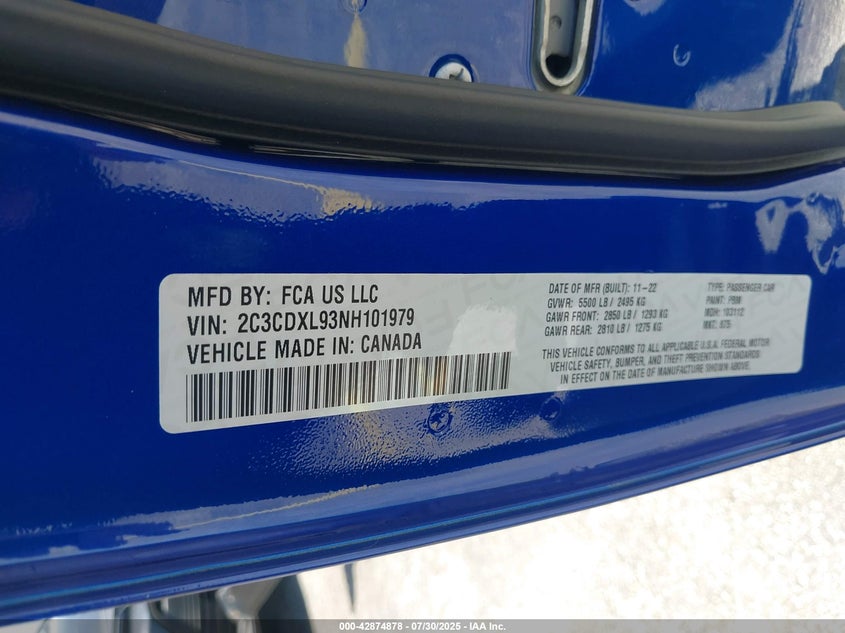 MFD BY: FCA US LLC
VIN: 2C3CDXL93NH101979
VEHICLE MADE IN: CANADA
DATE OF MFR (BUILT): 11-22
GVWR: 5500 LB / 2495 KG
GAWR FRONT: 2850 LB / 1293 KG
GAWR REAR: 2810 LB / 1275 KG
TYPE: PASSENGER CAR
PAINT: PBM
MDH: 103112
MKT: 875
THIS VEHICLE CONFORMS TO ALL APPLICABLE U.S.A. FEDERAL MOTOR
VEHICLE SAFETY, BUMPER, AND THEFT PREVENTION STANDARDS
IN EFFECT ON THE DATE OF MANUFACTURE SHOWN ABOVE.
000-42874878 - 07/30/2025 - IAA Inc.